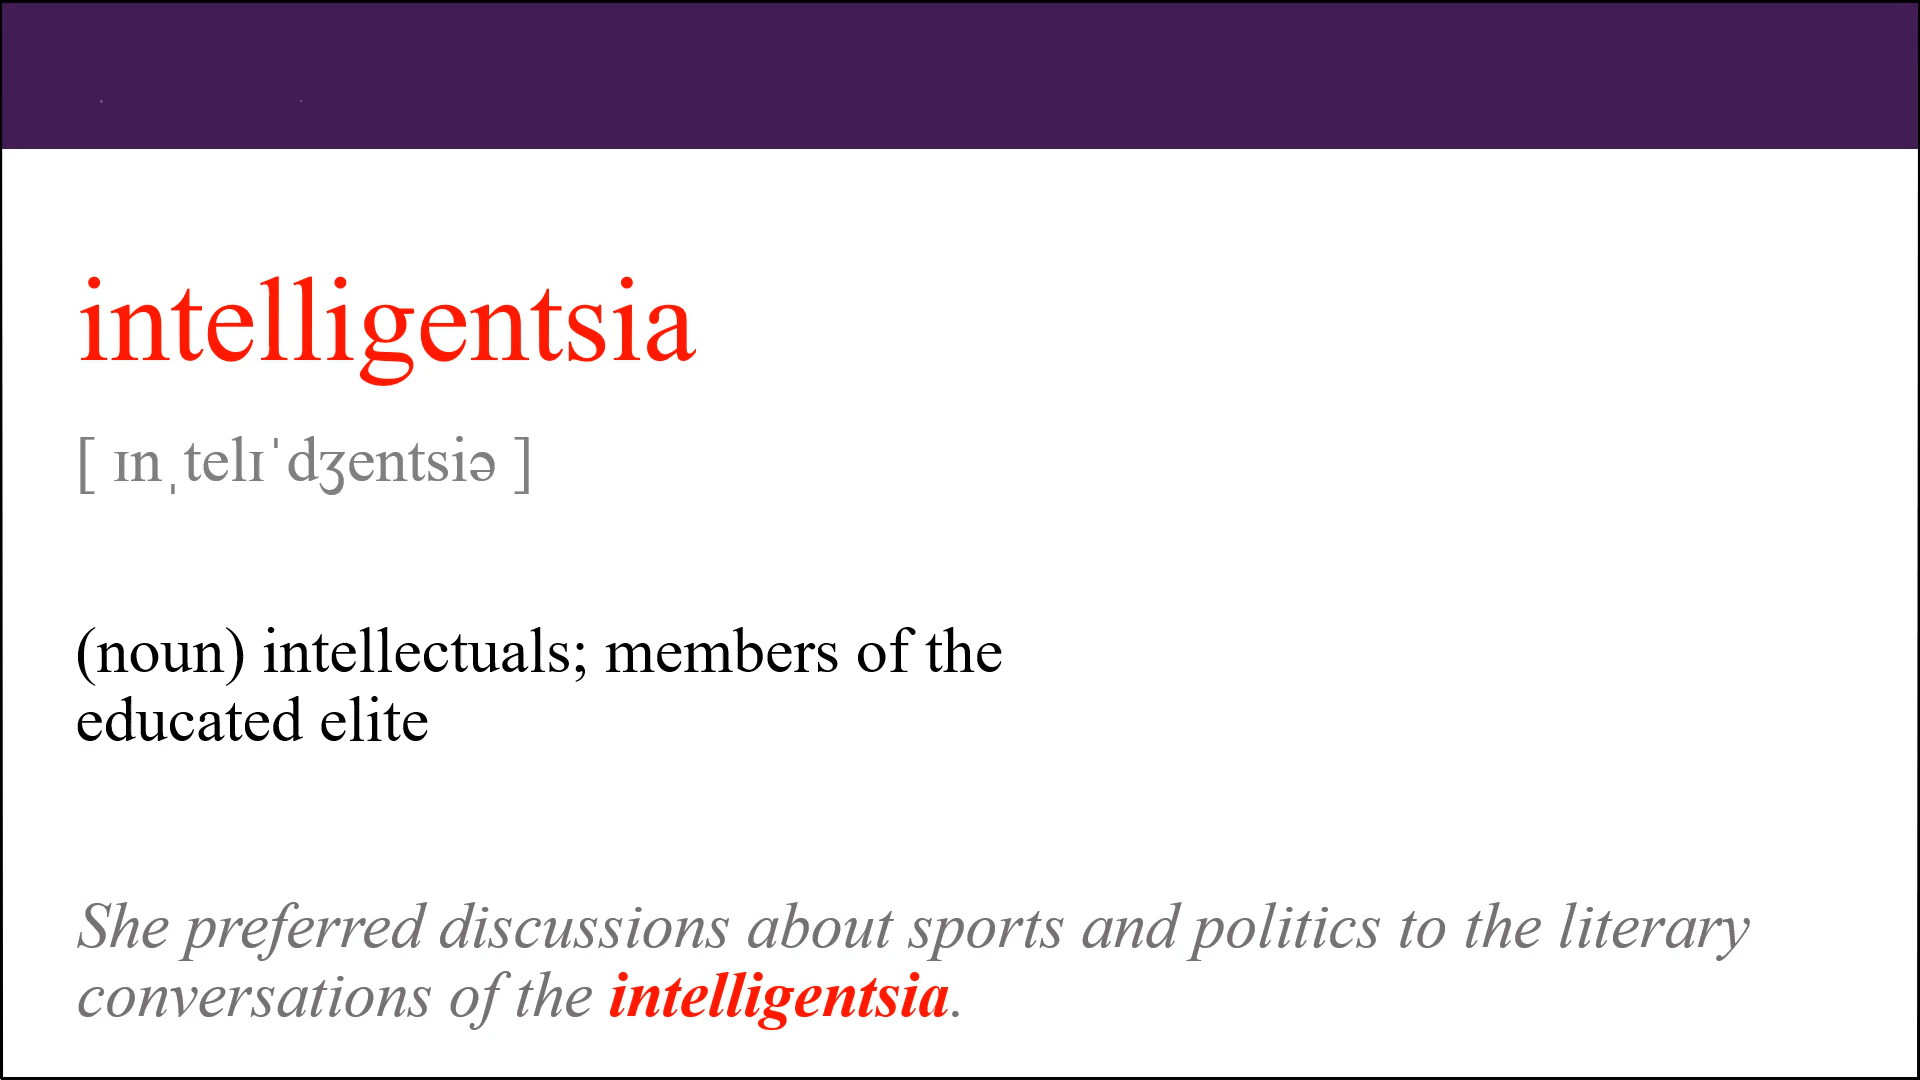 intelligentsia
[ ɪnˌtelɪˈdʒentsiə ]
(noun) intellectuals; members of the
educated elite
She preferred discussions about sports and politics to the literary
conversations of the intelligentsia.